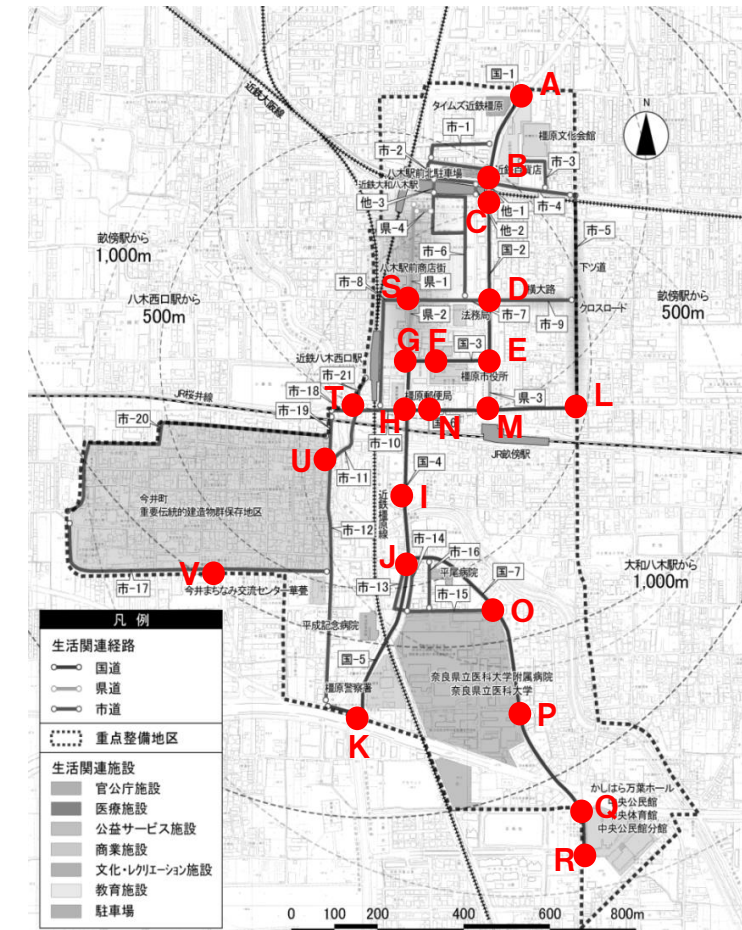 国-1
A
タイムズ近鉄橿原
市-1
橿原文化会館
N
近鉄大阪線
市-2
B
近鉄百貨店
市-3
八木駅前北駐車場
近鉄大和八木駅
他-3
他-1
市-4
C
他-2
県-4
畝傍駅から
1,000m
市-6
国-2
市-5
八木駅前商店街
下ツ道
市-8
県-1
S
D
横大路
八木西口駅から
500m
畝傍駅から
500m
県-2
法務局
市-7
市-9
クロスロード
G
F
国-3
E
近鉄八木西口駅
市-21
橿原市役所
JR桜井線
市-18
T
橿原郵便局
県-3
L
市-20
市-19
H
N
M
市-10
JR畝傍駅
U
市-11
国-4
今井町
重要伝統的建造物群保存地区
近鉄橿原線
I
市-12
市-14
J
市-16
国-7
大和八木駅から
1,000m
V
市-17
今井まちなみ交流センター華甍
市-13
平尾病院
市-15
O
凡 例
平成記念病院
生活関連経路
国道
県道
市道
国-5
奈良県立医科大学附属病院
奈良県立医科大学
橿原警察署
K
P
重点整備地区
生活関連施設
官公庁施設
医療施設
公益サービス施設
商業施設
文化・レクリエーション施設
教育施設
駐車場
かしはら万葉ホール
Q
中央公民館
中央体育館
中央公民館分館
R
0 100 200 400 600 800m